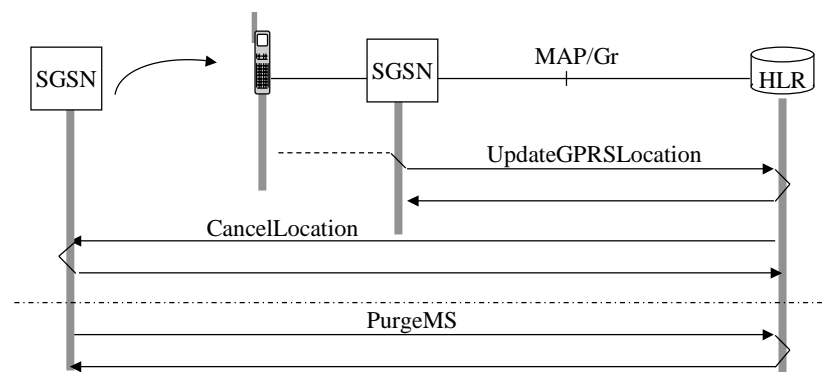 SGSN
SGSN
MAP/Gr
HLR
UpdateGPRSLocation
CancelLocation
PurgeMS